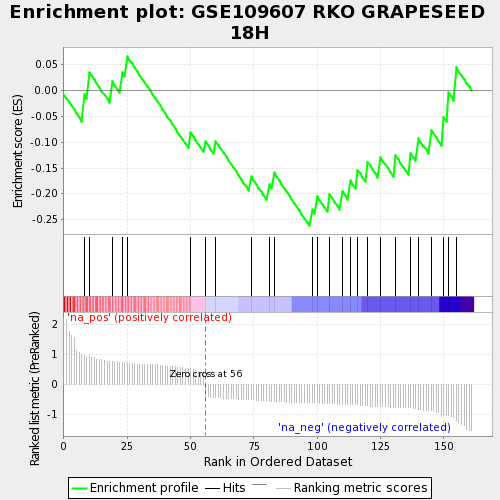 Enrichment plot: GSE109607 RKO GRAPESEED
18H
Enrichment score (ES)
0.05
0.00
-0.05
-0.10
-0.15
-0.20
-0.25
'na_pos' (positively correlated)
Ranked list metric (PreRanked)
2
1
0
-1
Zero cross at 56
'na_neg' (negatively correlated)
0
25
50
75
100
125
150
Rank in Ordered Dataset
Enrichment profile
Hits
Ranking metric scores